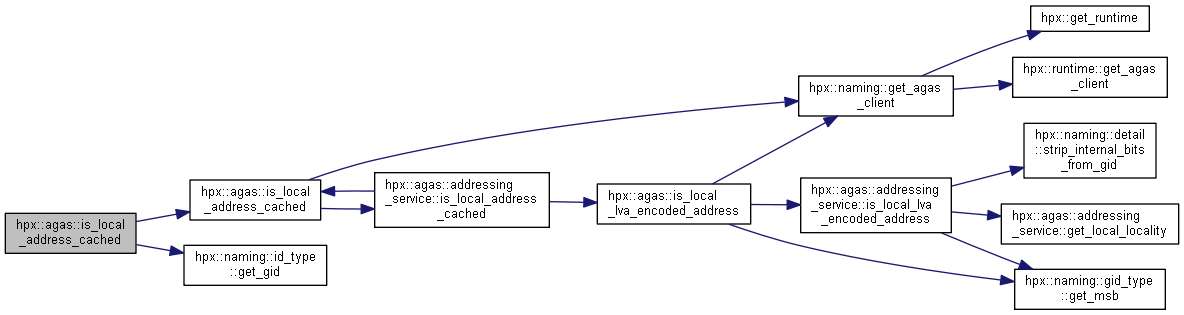 hpx::agas::is_local
_address_cached
hpx::agas::is_local
_address_cached
hpx::naming::id_type
::get_gid
hpx::agas::addressing
_service::is_local_address
_cached
hpx::agas::is_local
_lva_encoded_address
hpx::naming::get_agas
_client
hpx::agas::addressing
_service::is_local_lva
_encoded_address
hpx::get_runtime
hpx::runtime::get_agas
_client
hpx::naming::detail
::strip_internal_bits
_from_gid
hpx::agas::addressing
_service::get_local_locality
hpx::naming::gid_type
::get_msb